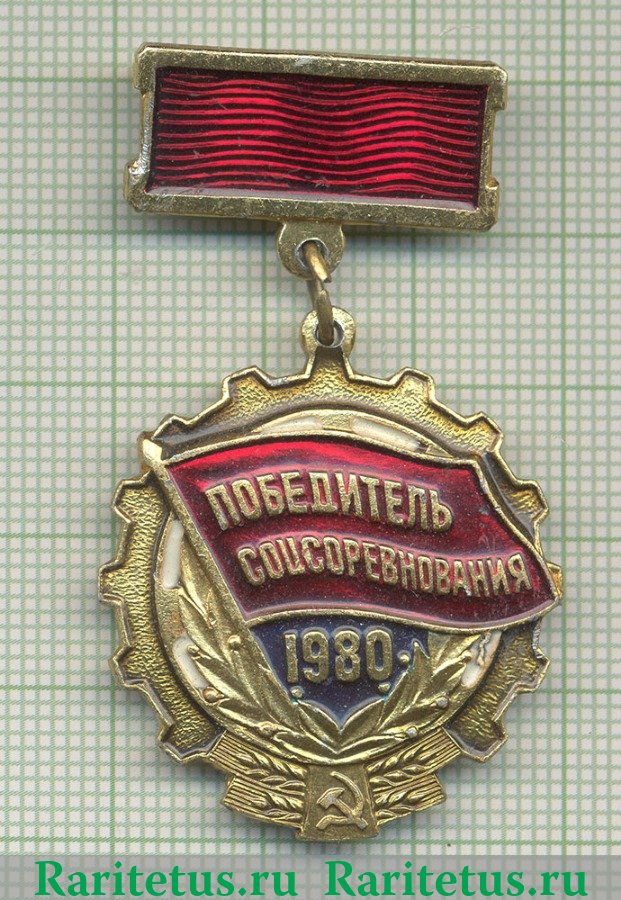 ПОБЕДИТЕЛЬ
СОЦСОРЕВНОВАНИЯ
1980
Raritetus.ru Raritetus.ru